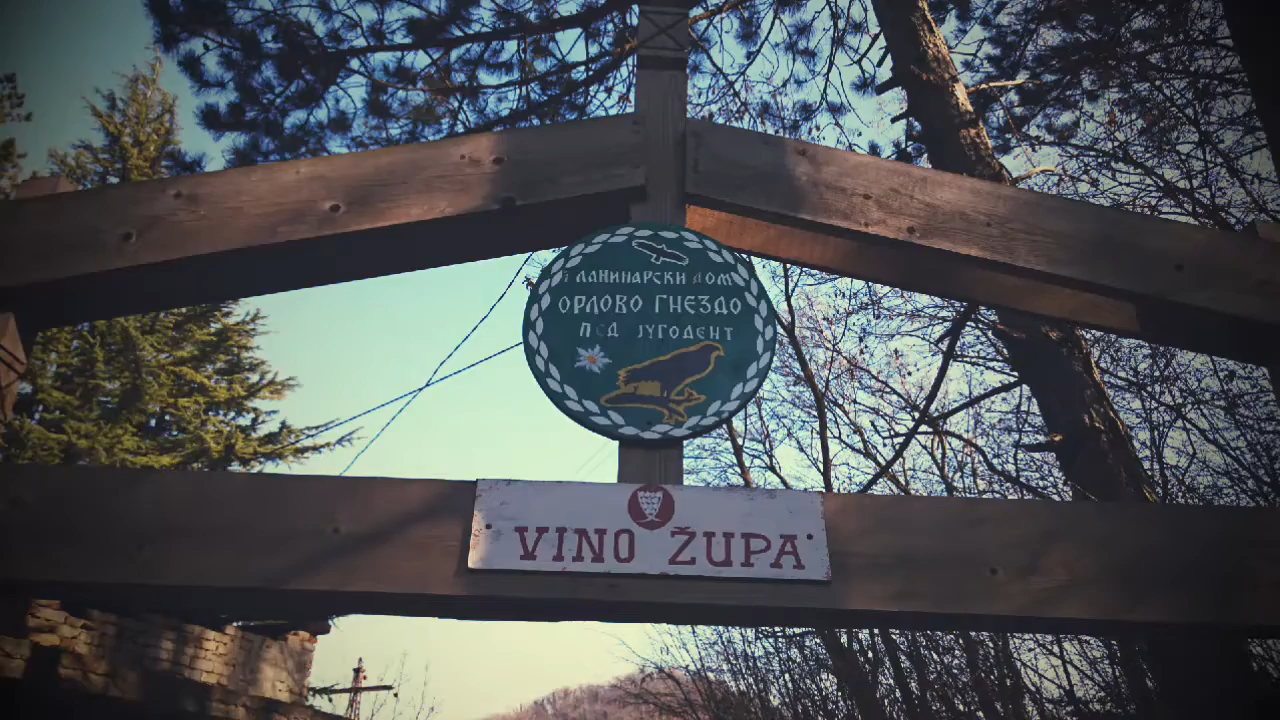 ПЛАНИНАРСКИ ДОМ
ОРЛОВО ГНЕЗДО
ПСД ЈУГОДЕНТ
VINO ŽUPA